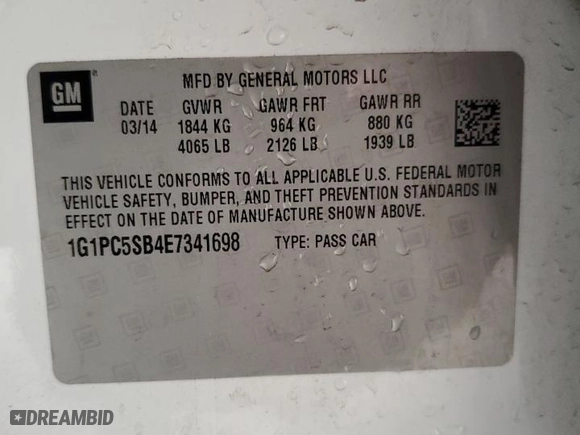 GM
MFD BY GENERAL MOTORS LLC
DATE GVWR GAWR FRT GAWR RR
03/14 1844 KG 964 KG 880 KG
4065 LB 2126 LB 1939 LB
THIS VEHICLE CONFORMS TO ALL APPLICABLE U.S. FEDERAL MOTOR
VEHICLE SAFETY, BUMPER, AND THEFT PREVENTION STANDARDS IN
EFFECT ON THE DATE OF MANUFACTURE SHOWN ABOVE.
1G1PC5SB4E7341698 TYPE: PASS CAR
DREAMBID